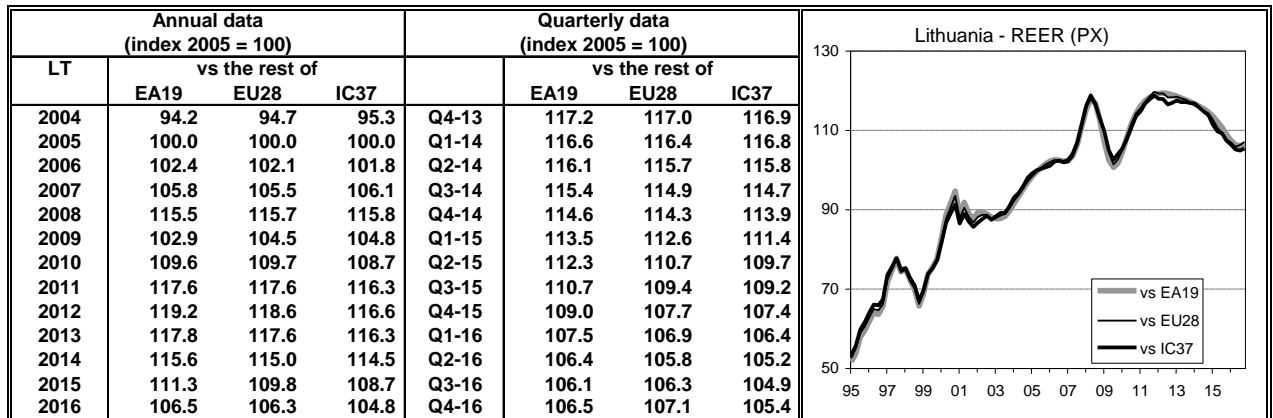 Annual data Quarterly data
(index 2005 = 100) (index 2005 = 100)
LT vs the rest of vs the rest of
EA19 EU28 IC37 EA19 EU28 IC37
2004 94.2 94.7 95.3 Q4-13 117.2 117.0 116.9
2005 100.0 100.0 100.0 Q1-14 116.6 116.4 116.8
2006 102.4 102.1 101.8 Q2-14 116.1 115.7 115.8
2007 105.8 105.5 106.1 Q3-14 115.4 114.9 114.7
2008 115.5 115.7 115.8 Q4-14 114.6 114.3 113.9
2009 102.9 104.5 104.8 Q1-15 113.5 112.6 111.4
2010 109.6 109.7 108.7 Q2-15 112.3 110.7 109.7
2011 117.6 117.6 116.3 Q3-15 110.7 109.4 109.2
2012 119.2 118.6 116.6 Q4-15 109.0 107.7 107.4
2013 117.8 117.6 116.3 Q1-16 107.5 106.9 106.4
2014 115.6 115.0 114.5 Q2-16 106.4 105.8 105.2
2015 111.3 109.8 108.7 Q3-16 106.1 106.3 104.9
2016 106.5 106.3 104.8 Q4-16 106.5 107.1 105.4
Lithuania - REER (PX)
130
110
90
70
50
vs EA19
vs EU28
vs IC37
95 97 99 01 03 05 07 09 11 13 15